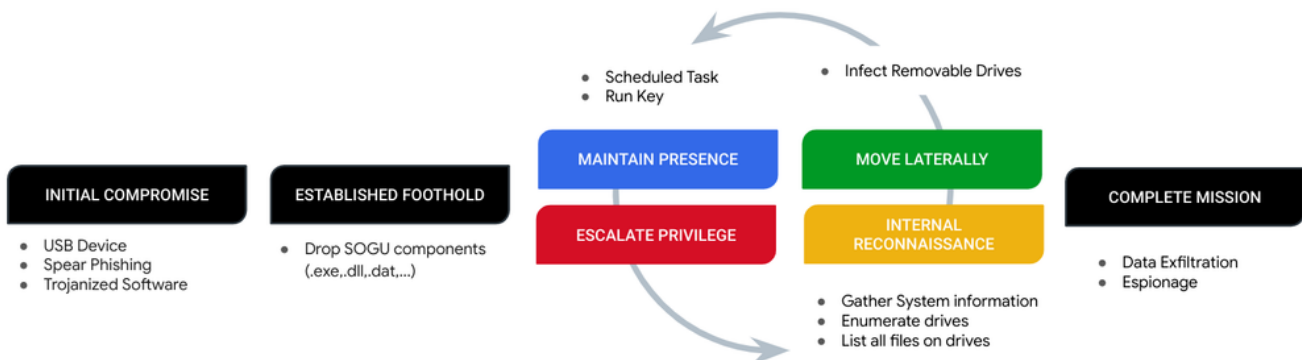 INITIAL COMPROMISE
● USB Device
● Spear Phishing
● Trojanized Software
ESTABLISHED FOOTHOLD
● Drop SOGU components
(.exe,.dll,.dat,...)
● Scheduled Task
● Run Key
MAINTAIN PRESENCE
ESCALATE PRIVILEGE
● Infect Removable Drives
MOVE LATERALLY
INTERNAL
RECONNAISSANCE
● Gather System information
● Enumerate drives
● List all files on drives
COMPLETE MISSION
● Data Exfiltration
● Espionage